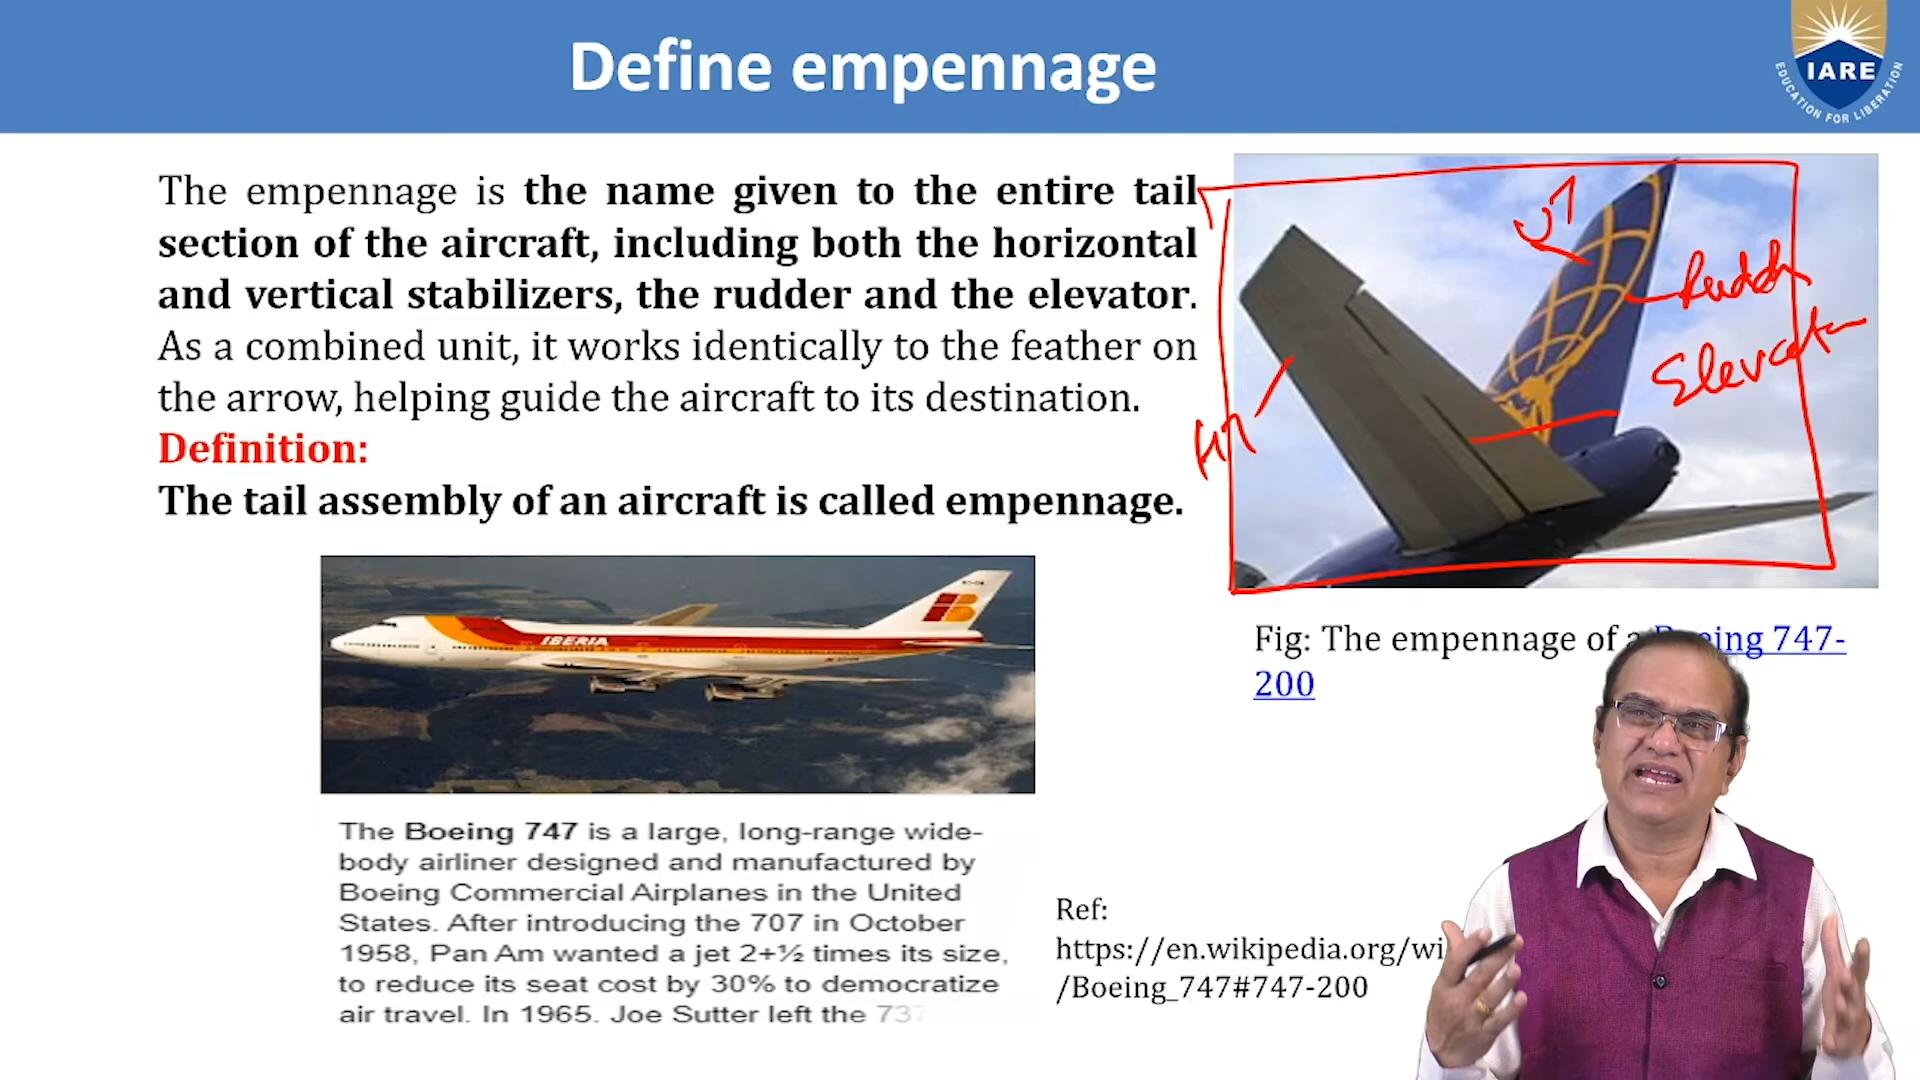 Define empennage
IARE
EDUCATION FOR LIBERATION
The empennage is the name given to the entire tail
section of the aircraft, including both the horizontal
and vertical stabilizers, the rudder and the elevator.
As a combined unit, it works identically to the feather on
the arrow, helping guide the aircraft to its destination.
Definition:
The tail assembly of an aircraft is called empennage.
VT
Rudder
Elevator
HT
Fig: The empennage of a Boeing 747-
200
IBERIA
The Boeing 747 is a large, long-range wide-
body airliner designed and manufactured by
Boeing Commercial Airplanes in the United
States. After introducing the 707 in October
1958, Pan Am wanted a jet 2+½ times its size,
to reduce its seat cost by 30% to democratize
air travel. In 1965. Joe Sutter left the 737
Ref:
https://en.wikipedia.org/wi
/Boeing_747#747-200